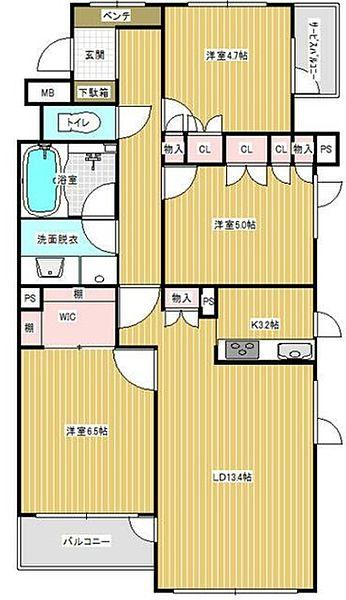 ベンチ
玄関
洋室4.7帖
サービスバルコニー
MB
下駄箱
トイレ
物入
CL
CL
CL
物入
PS
浴室
洋室5.0帖
洗面脱衣
PS
棚
棚
WIC
物入
PS
K3.2帖
洋室6.5帖
LD13.4帖
バルコニー